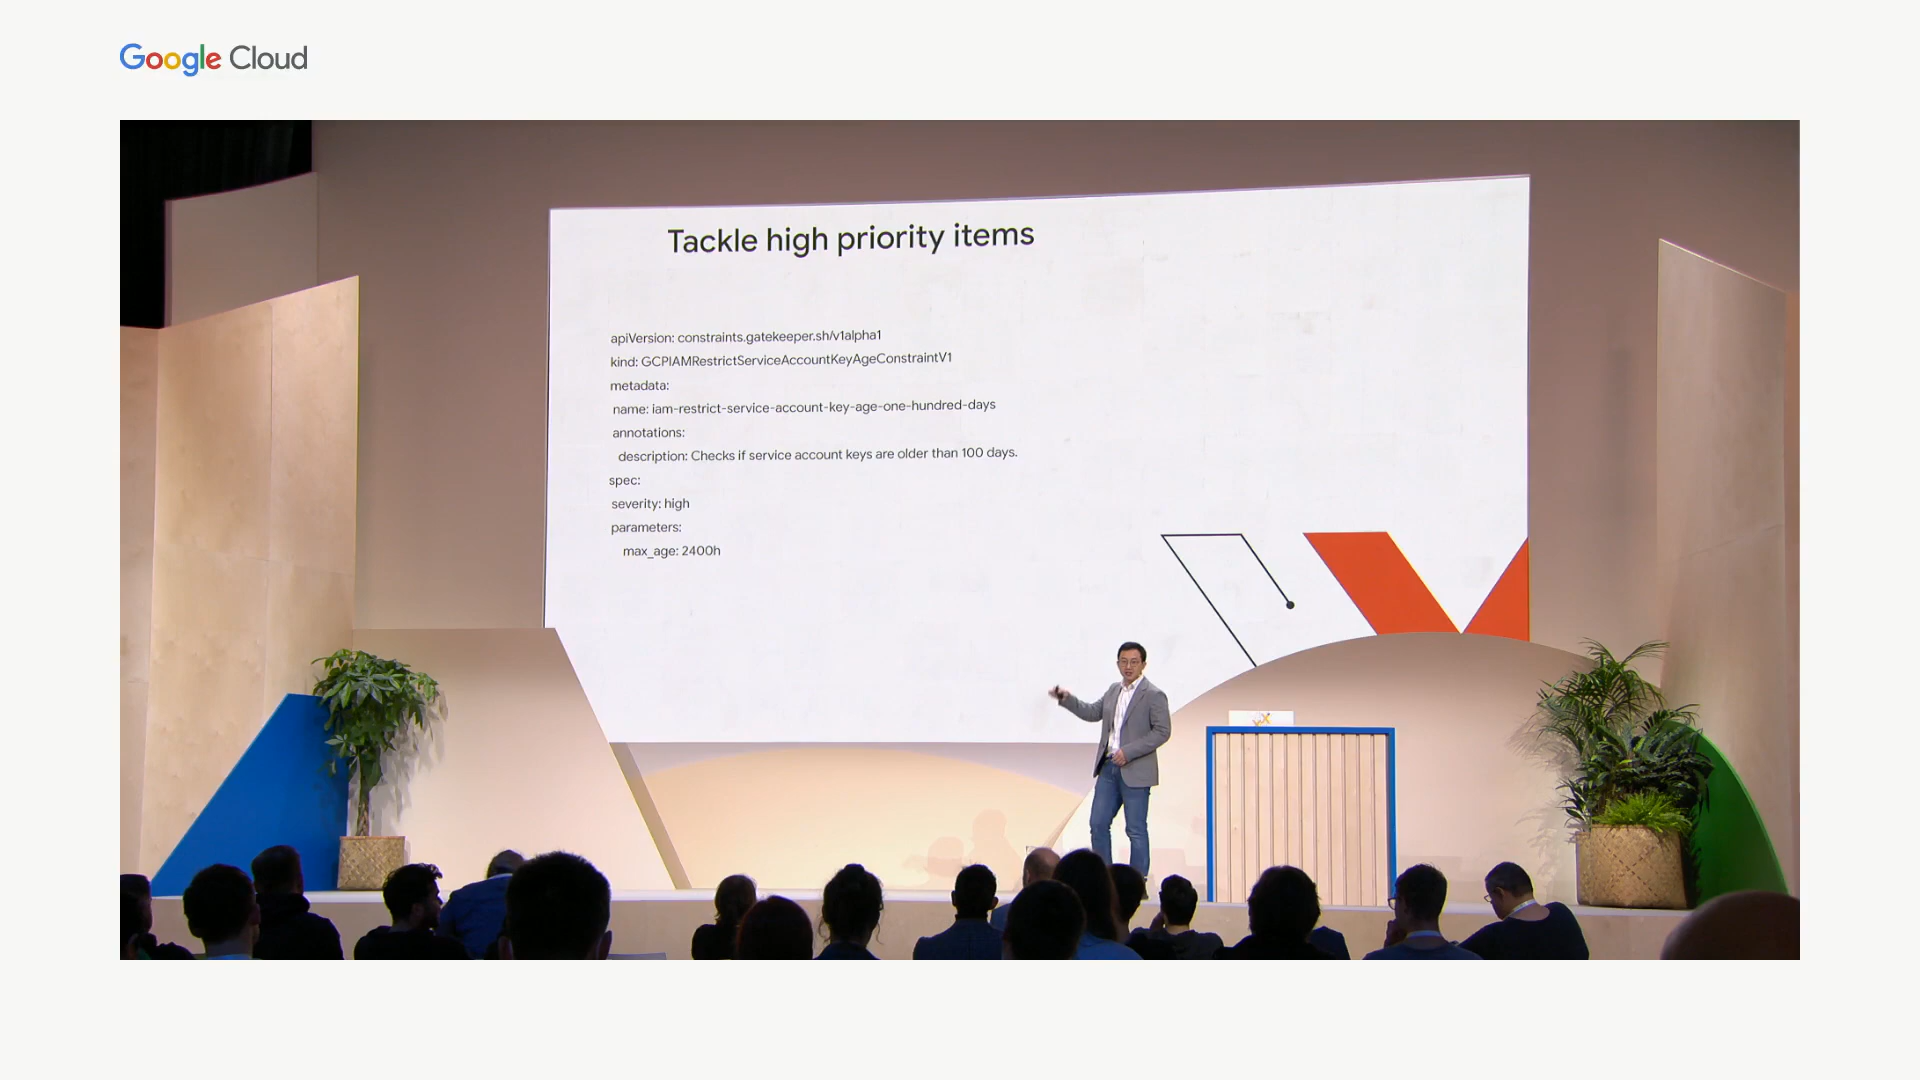 Google Cloud
Tackle high priority items
apiVersion: constraints.gatekeeper.sh/v1alpha1
kind: GCPIAMRestrictServiceAccountKeyAgeConstraintV1
metadata:
name: iam-restrict-service-account-key-age-one-hundred-days
annotations:
description: Checks if service account keys are older than 100 days.
spec:
severity: high
parameters:
max_age: 2400h